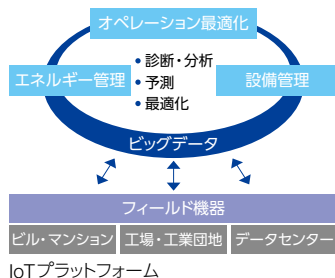 オペレーション最適化
• 診断・分析
エネルギー管理 • 予測 設備管理
• 最適化
ビッグデータ
フィールド機器
ビル・マンション 工場・工業団地 データセンター
IoTプラットフォーム